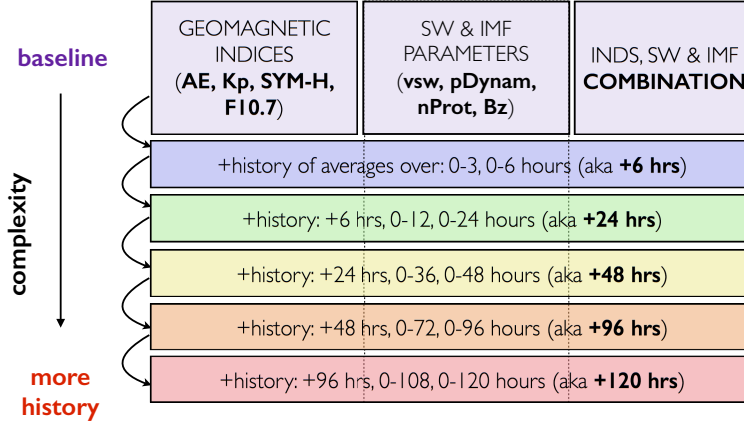 baseline
GEOMAGNETIC
INDICES
(AE, Kp, SYM-H,
F10.7)
SW & IMF
PARAMETERS
(vsw, pDynam,
nProt, Bz)
INDS, SW & IMF
COMBINATION
complexity
+history of averages over: 0-3, 0-6 hours (aka +6 hrs)
+history: +6 hrs, 0-12, 0-24 hours (aka +24 hrs)
+history: +24 hrs, 0-36, 0-48 hours (aka +48 hrs)
+history: +48 hrs, 0-72, 0-96 hours (aka +96 hrs)
+history: +96 hrs, 0-108, 0-120 hours (aka +120 hrs)
more
history